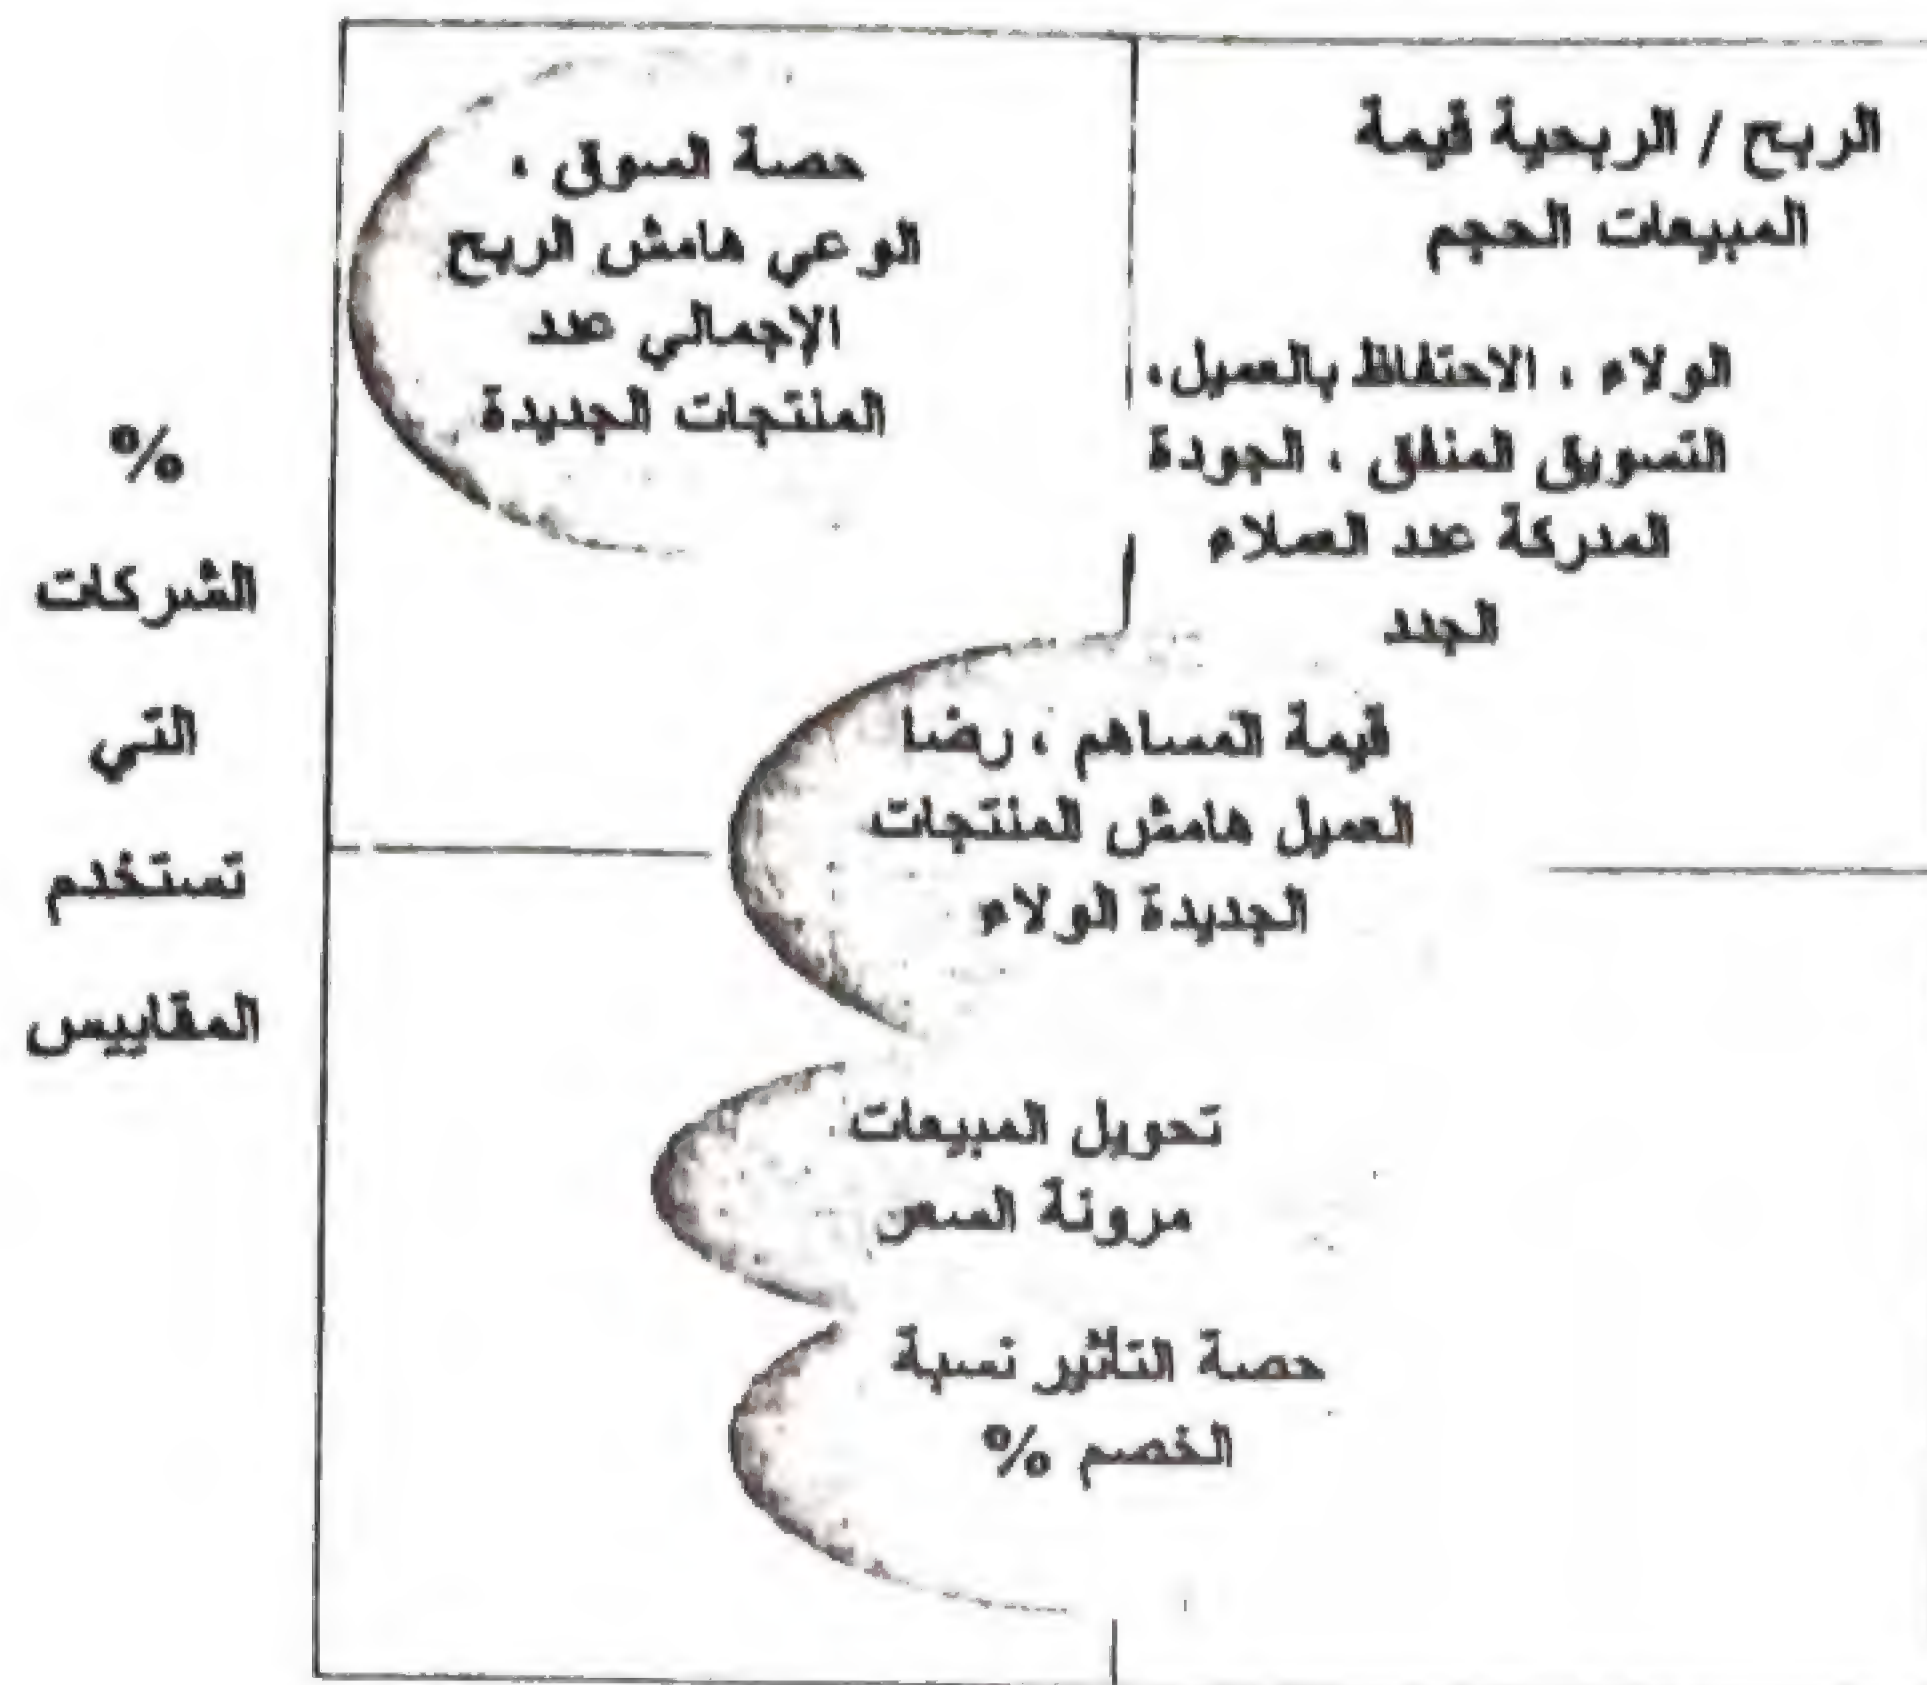 الربح / الربحية قيمة
المبيعات الحجم
الولاء ، الاحتفاظ بالعميل،
التسويق المنفق ، الجودة
المدركة عدد العملاء
الجدد
حصة السوق ،
الوعي هامش الربح
الإجمالي عدد
المنتجات الجديدة
%
الشركات
التي
تستخدم
المقاييس
قيمة المساهم ، رضا
العميل هامش المنتجات
الجديدة الولاء
تحويل المبيعات
مرونة السعر
حصة التأثير نسبة
الخصم %